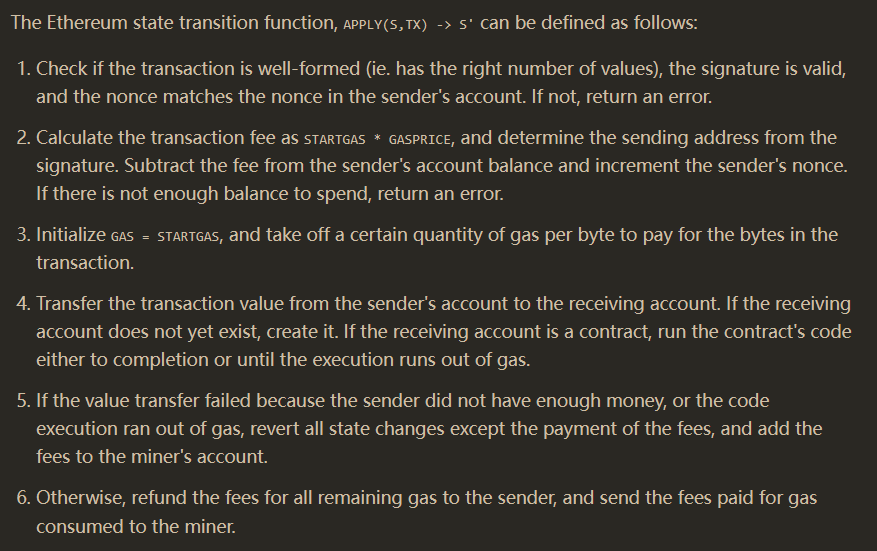 The Ethereum state transition function, APPLY(S,TX) -> S' can be defined as follows:
1. Check if the transaction is well-formed (ie. has the right number of values), the signature is valid,
and the nonce matches the nonce in the sender's account. If not, return an error.
2. Calculate the transaction fee as STARTGAS * GASPRICE, and determine the sending address from the
signature. Subtract the fee from the sender's account balance and increment the sender's nonce.
If there is not enough balance to spend, return an error.
3. Initialize GAS = STARTGAS, and take off a certain quantity of gas per byte to pay for the bytes in the
transaction.
4. Transfer the transaction value from the sender's account to the receiving account. If the receiving
account does not yet exist, create it. If the receiving account is a contract, run the contract's code
either to completion or until the execution runs out of gas.
5. If the value transfer failed because the sender did not have enough money, or the code
execution ran out of gas, revert all state changes except the payment of the fees, and add the
fees to the miner's account.
6. Otherwise, refund the fees for all remaining gas to the sender, and send the fees paid for gas
consumed to the miner.